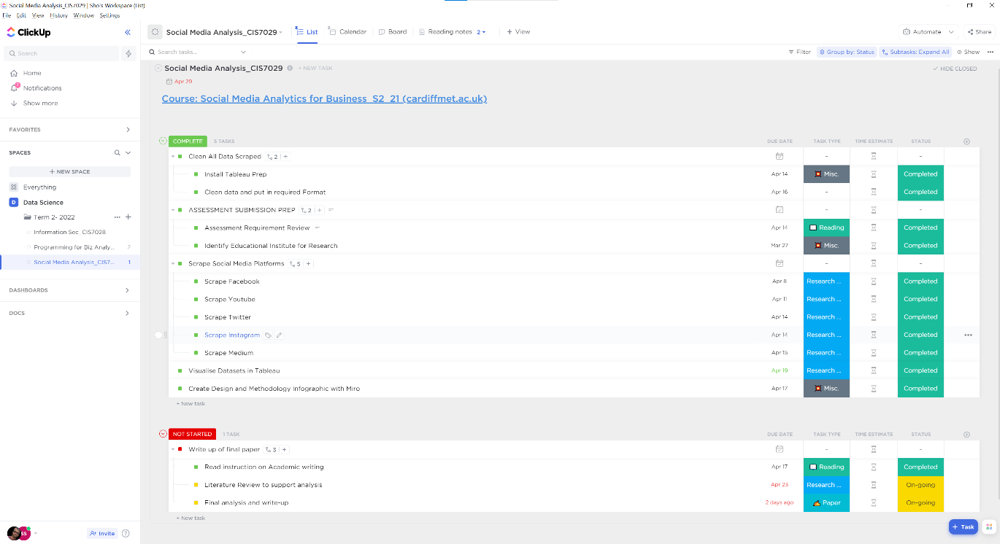 Social Media Analysis_CIS7029 | Sho's Workspace (List)
File Edit View History Window Settings
ClickUp
Search
Home
7
Notifications
Show more
FAVORITES
SPACES
+ NEW SPACE
Everything
D Data Science
Term 2- 2022
Information Sec_CIS7028
Programming for Biz Analy... 2
Social Media Analysis_CIS7... 1
DASHBOARDS
DOCS
SS
Invite
Social Media Analysis_CIS7029
List
Calendar
Board
Reading notes 2
+ View
Automate
Share
Search tasks...
Filter
Group by: Status
Subtasks: Expand All
Show
Social Media Analysis_CIS7029 + NEW TASK
HIDE CLOSED
Apr 29
Course: Social Media Analytics for Business_S2_21 (cardiffmet.ac.uk)
COMPLETE 5 TASKS DUE DATE TASK TYPE TIME ESTIMATE STATUS
Clean All Data Scraped 2 + – –
Install Tableau Prep Apr 14 Misc. Completed
Clean data and put in required Format Apr 16 – Completed
ASSESSMENT SUBMISSION PREP 2 + – –
Assessment Requirement Review Apr 14 Reading Completed
Identify Educational Institute for Research Mar 27 Misc. Completed
Scrape Social Media Platforms 5 + – –
Scrape Facebook Apr 8 Research ... Completed
Scrape Youtube Apr 11 Research ... Completed
Scrape Twitter Apr 14 Research ... Completed
Scrape Instagram Apr 14 Research ... Completed
Scrape Medium Apr 15 Research ... Completed
Visualise Datasets in Tableau Apr 19 Research ... Completed
Create Design and Methodology Infographic with Miro Apr 17 Misc. Completed
+ New task
NOT STARTED 1 TASK DUE DATE TASK TYPE TIME ESTIMATE STATUS
Write up of final paper 3 + – –
Read instruction on Academic writing Apr 17 Reading Completed
Literature Review to support analysis Apr 23 Research ... On-going
Final analysis and write-up 2 days ago Paper On-going
+ New task
+ Task